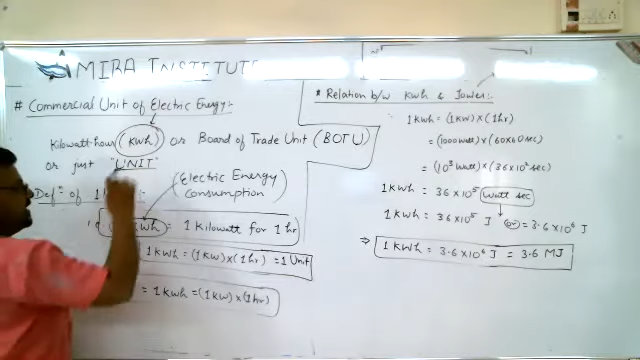 MIRA INSTITUT
# Commercial Unit of Electric Energy:-
Kilowatt-hour (KWh) or Board of Trade Unit (BOTU)
or just "UNIT"
(Electric Energy Consumption)
Defⁿ of 1
KWh = 1 Kilowatt for 1 hr
1 KWh = (1 KW) × (1 hr) = 1 Unit
= 1 KWh = (1 KW) × (1 hr)
* Relation b/w KWh & Joules:-
1 KWh = (1 KW) × (1 hr)
= (1000 Watt) × (60×60 sec)
= (10³ Watt) × (36×10² sec)
1 KWh = 36×10⁵ Watt sec
1 KWh = 36×10⁵ J (or) = 3.6×10⁶ J
⇒ 1 KWh = 3.6×10⁶ J = 3.6 MJ